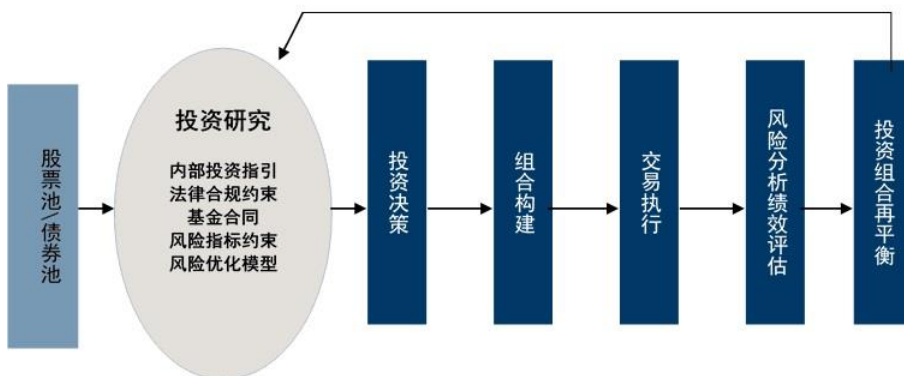 股票池\债券池
投资研究
内部投资指引
法律合规约束
基金合同
风险指标约束
风险优化模型
投资决策
组合构建
交易执行
风险分析绩效评估
投资组合再平衡